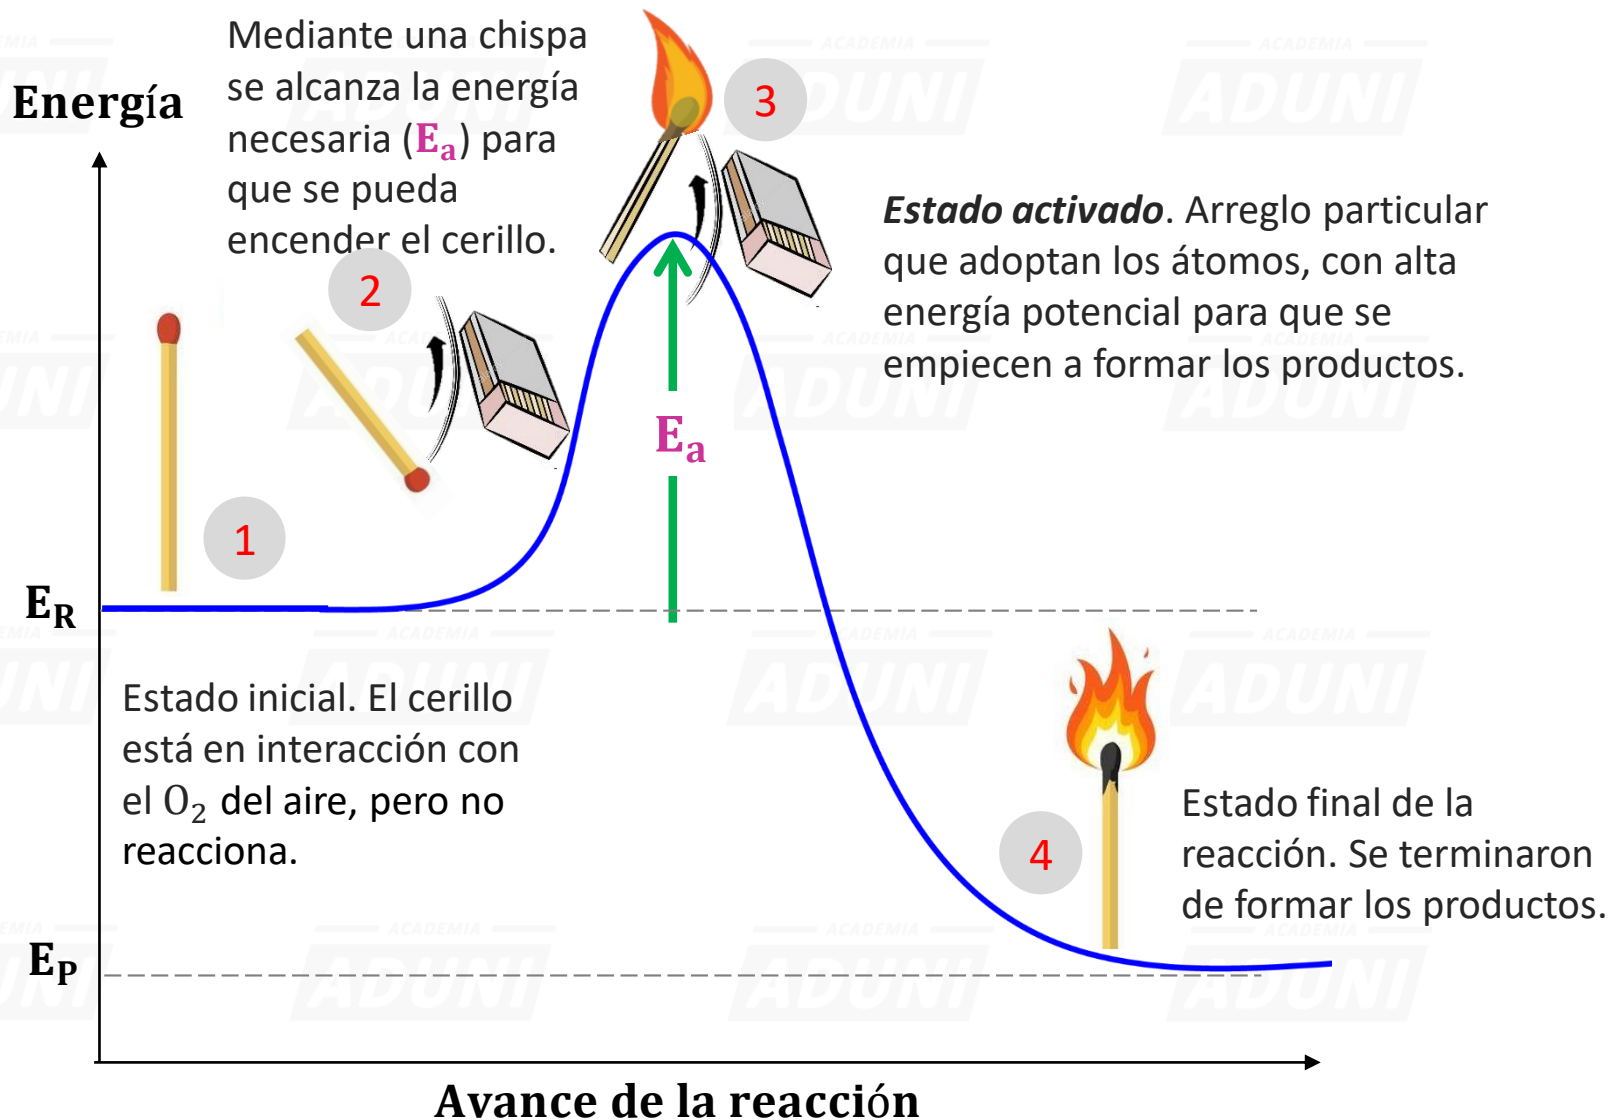 Mediante una chispa
se alcanza la energía
necesaria (Ea) para
que se pueda
encender el cerillo.
Energía
3
Estado activado. Arreglo particular
que adoptan los átomos, con alta
energía potencial para que se
empiecen a formar los productos.
2
Ea
1
ER
Estado inicial. El cerillo
está en interacción con
el O2 del aire, pero no
reacciona.
4
Estado final de la
reacción. Se terminaron
de formar los productos.
EP
Avance de la reacción
ACADEMIA
ADUNI